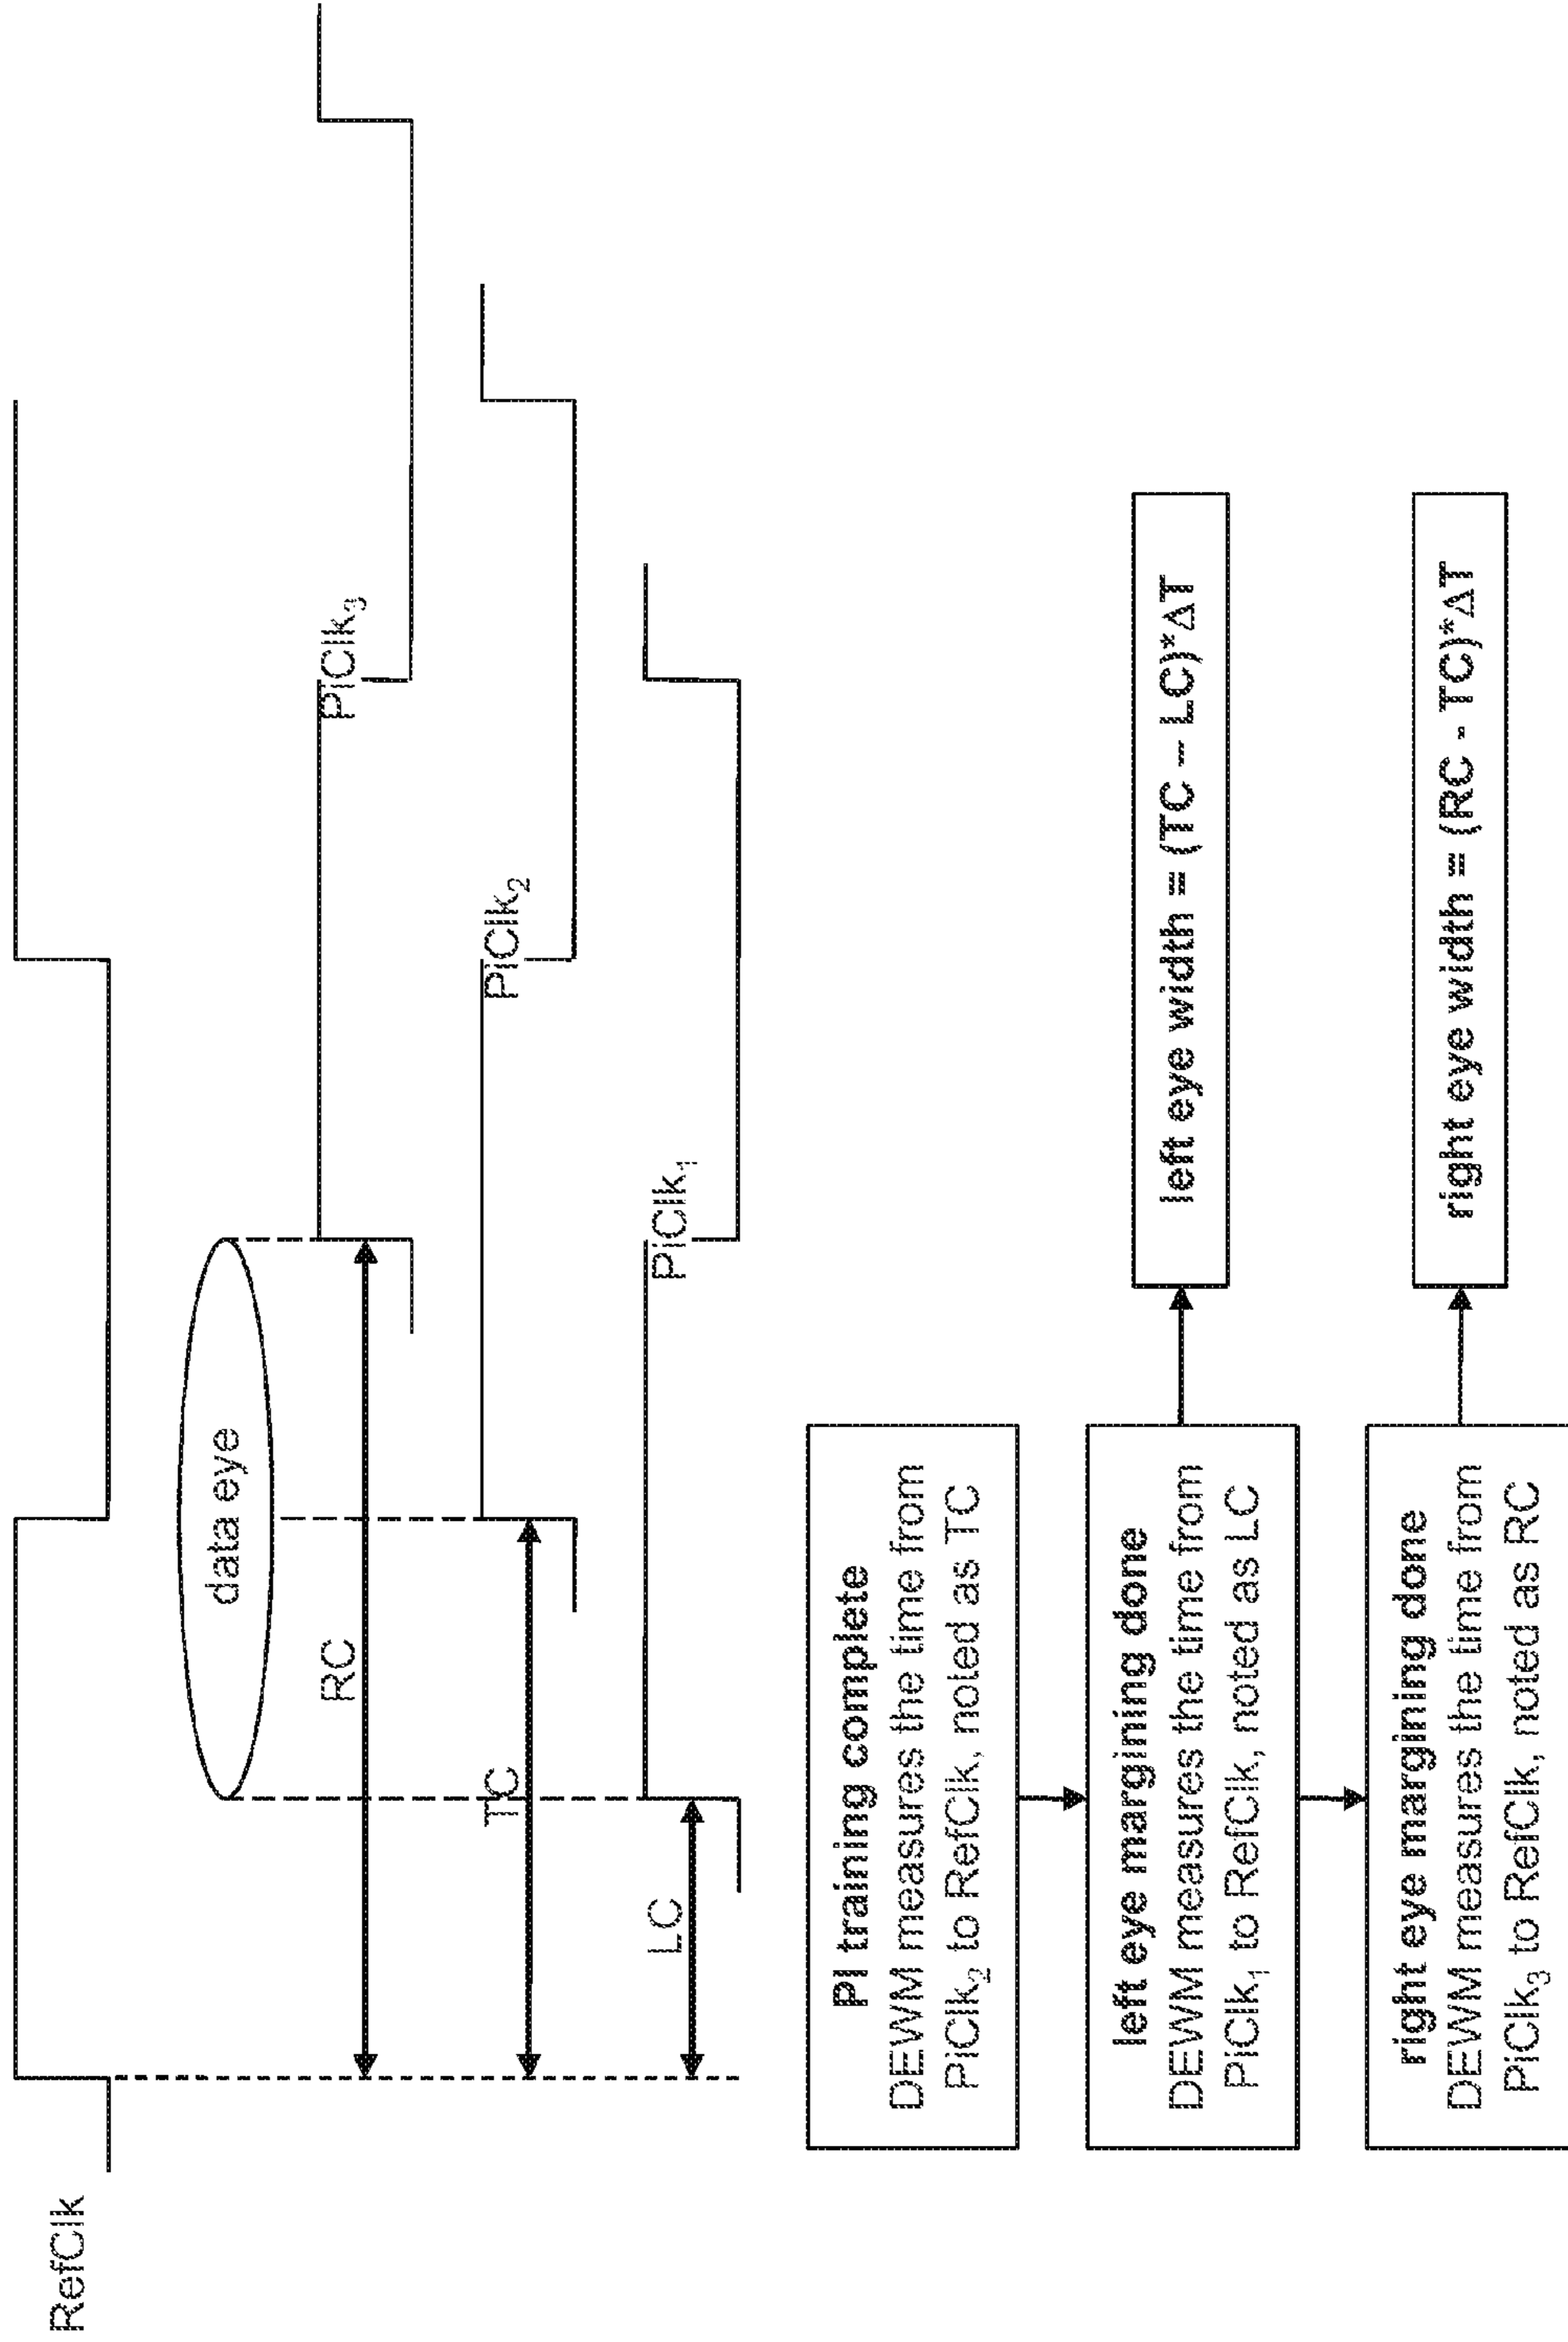 RefClk
data eye
RC
PiClk₃
TC
PiClk₂
LC
PiClk₁
PI training complete
DEWM measures the time from
PiClk₂ to RefClk, noted as TC
left eye margining done
DEWM measures the time from
PiClk₁ to RefClk, noted as LC
left eye width = (TC – LC)*ΔT
right eye margining done
DEWM measures the time from
PiClk₃ to RefClk, noted as RC
right eye width = (RC - TC)*ΔT